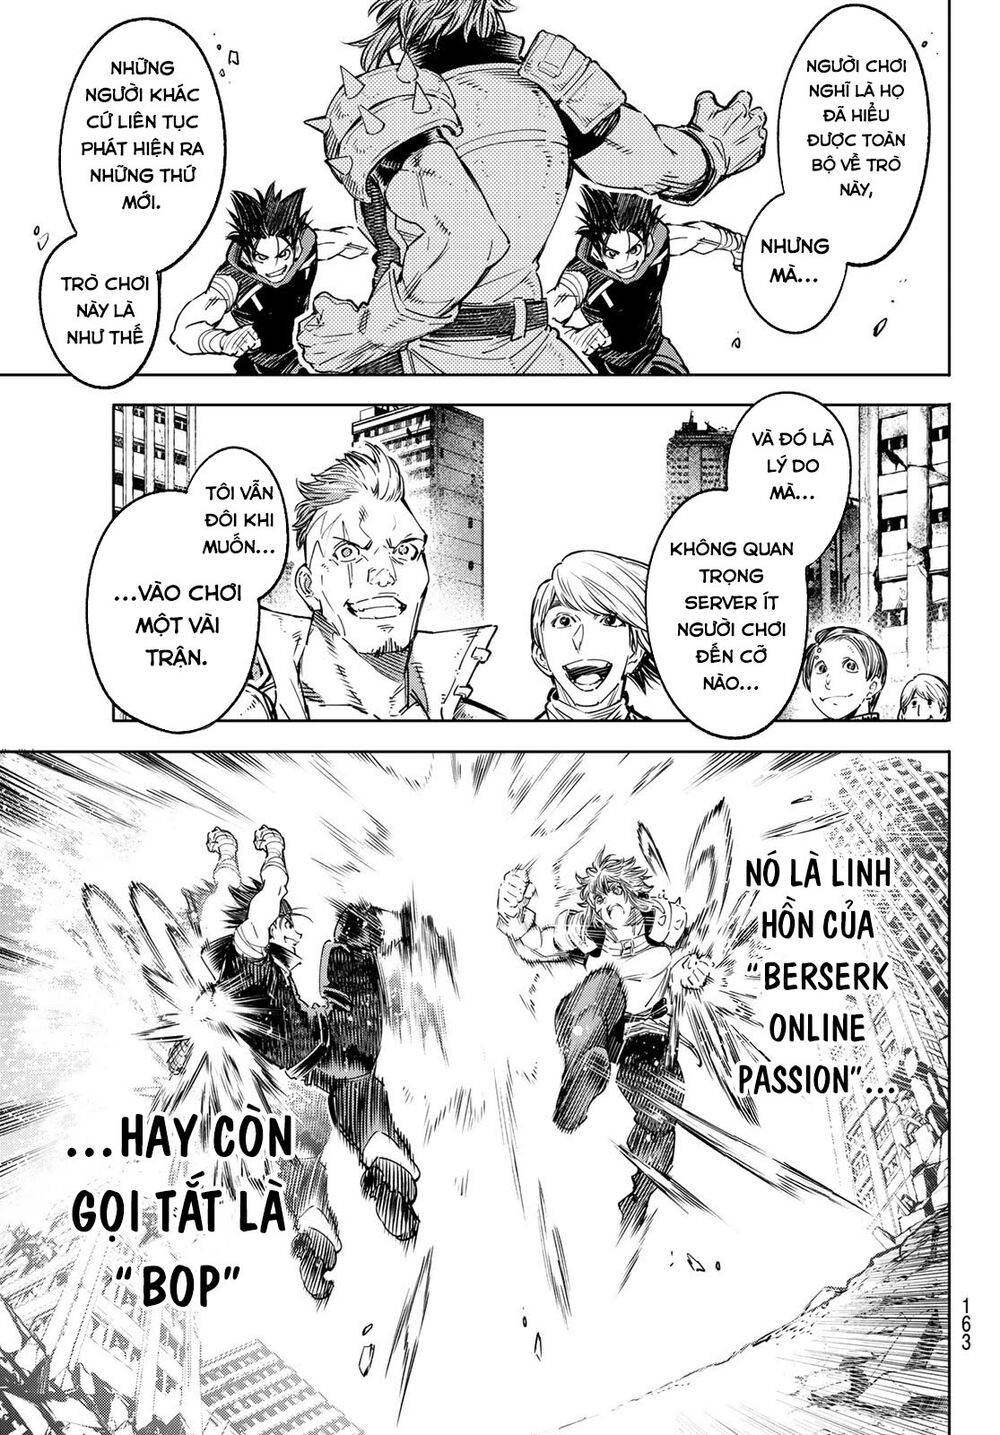 NGƯỜI CHƠI
NGHĨ LÀ HỌ
ĐÃ HIỂU
ĐƯỢC TOÀN
BỘ VỀ TRÒ
NÀY,
NHƯNG
MÀ...
NHỮNG
NGƯỜI KHÁC
CỨ LIÊN TỤC
PHÁT HIỆN RA
NHỮNG THỨ
MỚI.
TRÒ CHƠI
NÀY LÀ
NHƯ THẾ
VÀ ĐÓ LÀ
LÝ DO
MÀ...
KHÔNG QUAN
TRỌNG
SERVER ÍT
NGƯỜI CHƠI
ĐẾN CỠ
NÀO...
TÔI VẪN
ĐÔI KHI
MUỐN...
...VÀO CHƠI
MỘT VÀI
TRẬN.
NÓ LÀ LINH
HỒN CỦA
"BERSERK
ONLINE
PASSION"...
...HAY CÒN
GỌI TẮT LÀ
"BOP"
163